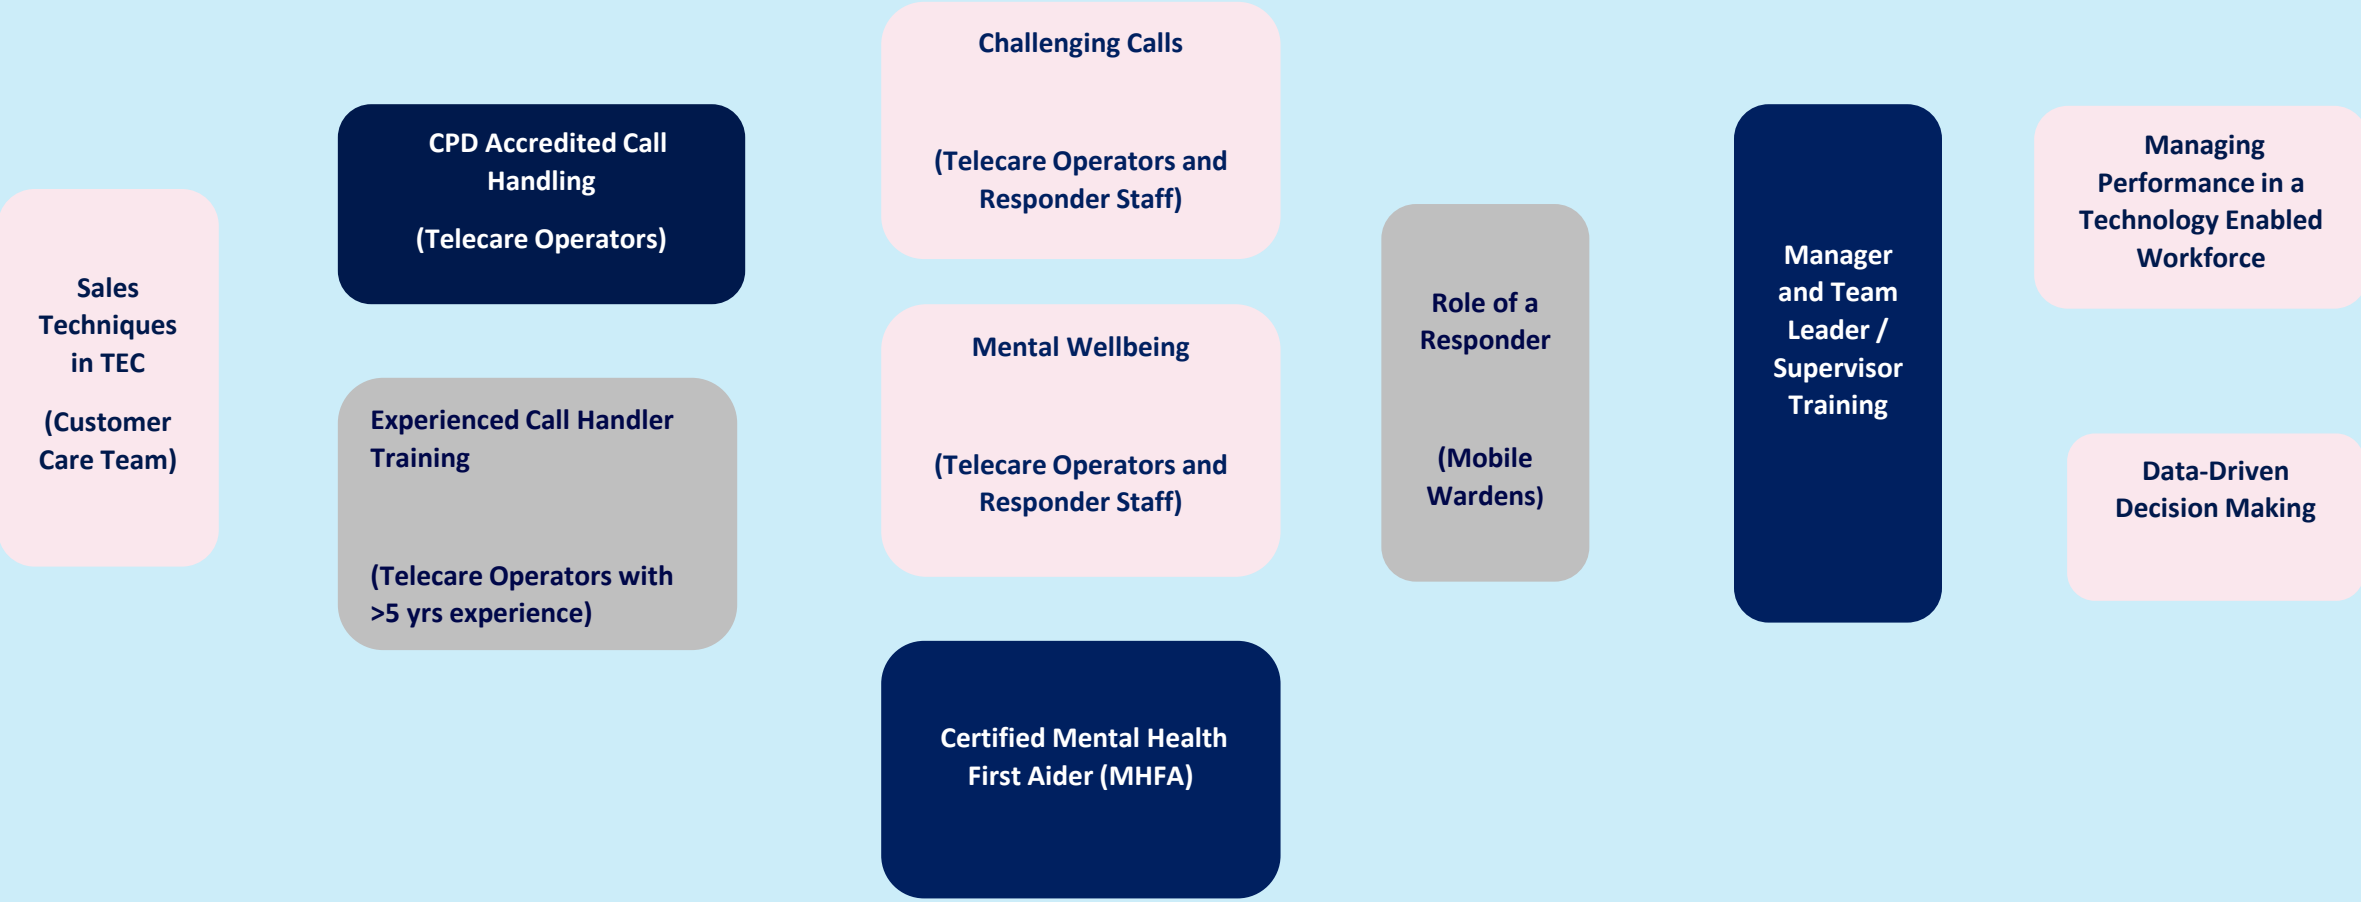 Sales
Techniques
in TEC
(Customer
Care Team)
CPD Accredited Call
Handling
(Telecare Operators)
Experienced Call Handler
Training
(Telecare Operators with
>5 yrs experience)
Challenging Calls
(Telecare Operators and
Responder Staff)
Mental Wellbeing
(Telecare Operators and
Responder Staff)
Certified Mental Health
First Aider (MHFA)
Role of a
Responder
(Mobile
Wardens)
Manager
and Team
Leader /
Supervisor
Training
Managing
Performance in a
Technology Enabled
Workforce
Data-Driven
Decision Making